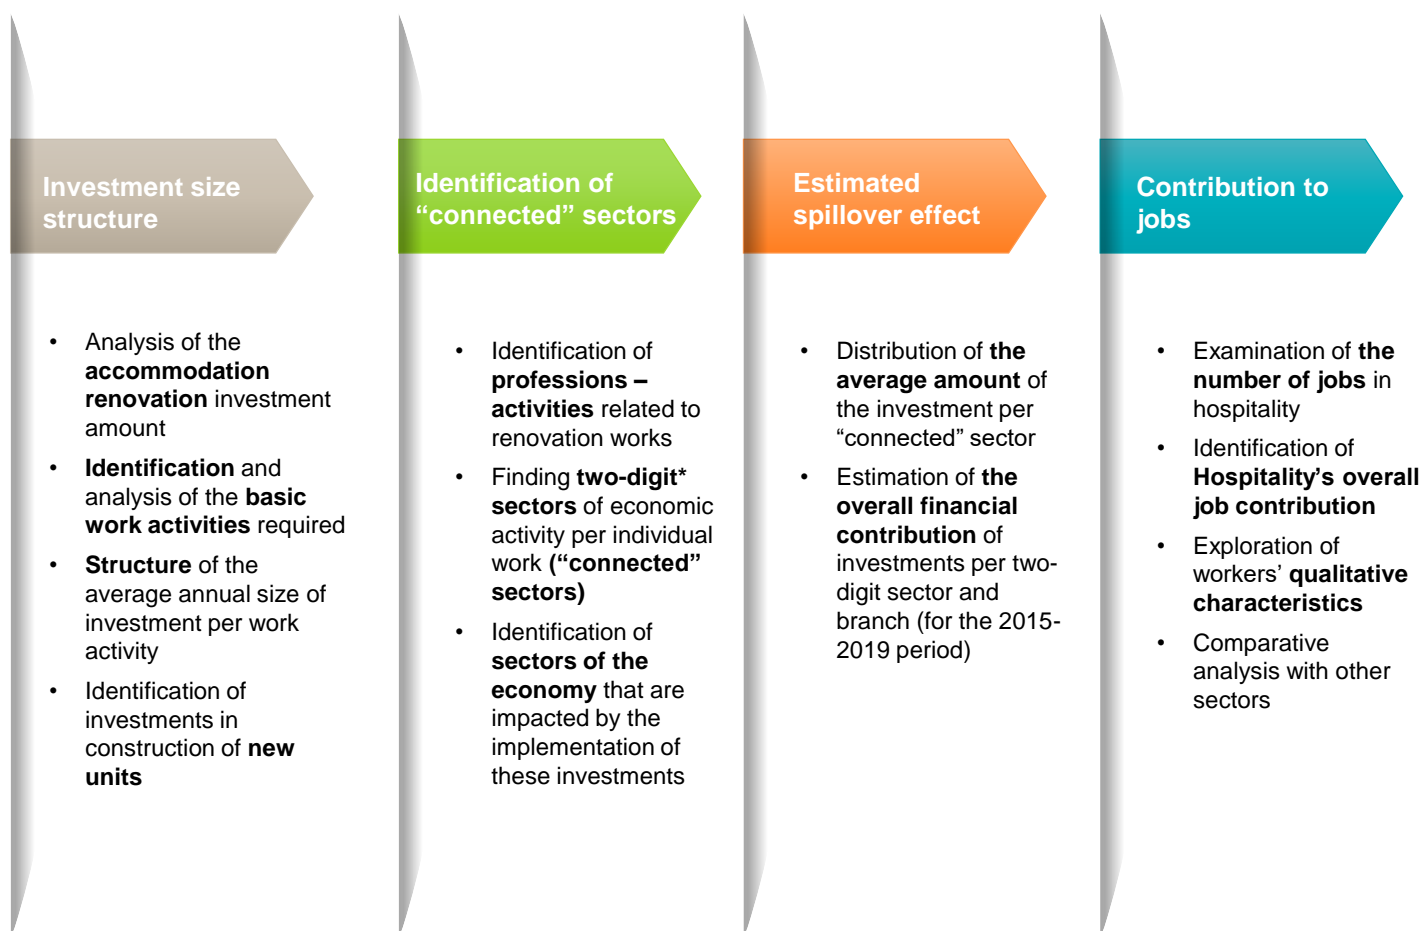 Investment size
structure
• Analysis of the
accommodation
renovation investment
amount
• Identification and
analysis of the basic
work activities required
• Structure of the
average annual size of
investment per work
activity
• Identification of
investments in
construction of new
units
Identification of
“connected” sectors
• Identification of
professions –
activities related to
renovation works
• Finding two-digit*
sectors of economic
activity per individual
work (“connected”
sectors)
• Identification of
sectors of the
economy that are
impacted by the
implementation of
these investments
Estimated
spillover effect
• Distribution of the
average amount of
the investment per
“connected” sector
• Estimation of the
overall financial
contribution of
investments per two-
digit sector and
branch (for the 2015-
2019 period)
Contribution to
jobs
• Examination of the
number of jobs in
hospitality
• Identification of
Hospitality’s overall
job contribution
• Exploration of
workers’ qualitative
characteristics
• Comparative
analysis with other
sectors